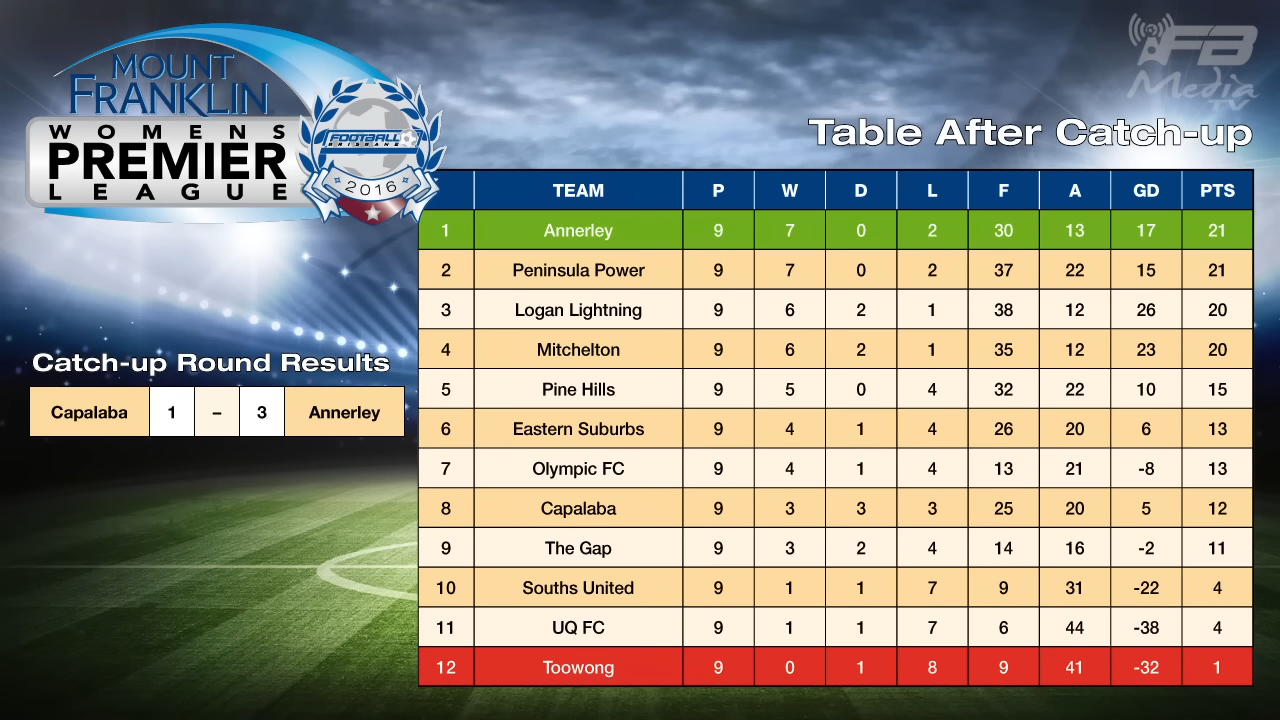 MOUNT
FRANKLIN
WOMENS
PREMIER
LEAGUE
FOOTBALL
BRISBANE
2016
FB
Media
TV
Table After Catch-up
TEAM P W D L F A GD PTS
1 Annerley 9 7 0 2 30 13 17 21
2 Peninsula Power 9 7 0 2 37 22 15 21
3 Logan Lightning 9 6 2 1 38 12 26 20
4 Mitchelton 9 6 2 1 35 12 23 20
5 Pine Hills 9 5 0 4 32 22 10 15
6 Eastern Suburbs 9 4 1 4 26 20 6 13
7 Olympic FC 9 4 1 4 13 21 -8 13
8 Capalaba 9 3 3 3 25 20 5 12
9 The Gap 9 3 2 4 14 16 -2 11
10 Souths United 9 1 1 7 9 31 -22 4
11 UQ FC 9 1 1 7 6 44 -38 4
12 Toowong 9 0 1 8 9 41 -32 1
Catch-up Round Results
Capalaba 1 – 3 Annerley